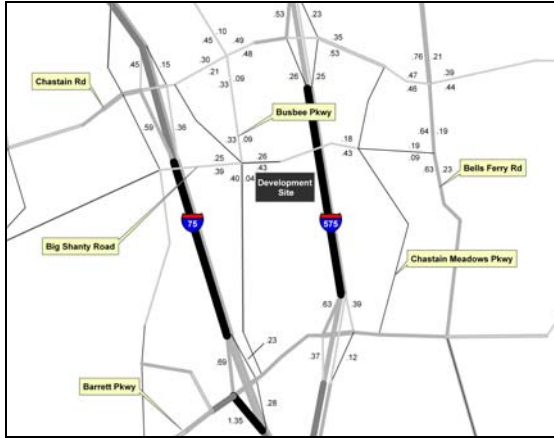 .53 .23
.10
.45 .49 .35
.48 .53
.45 .15 .30 .76 .21
.21 .39
.33 .09 .26 .25 .47
.46 .44
Chastain Rd
Busbee Pkwy
.59 .36 .64 .19
.33 .09 .18
.43 .19
.25 .26 .09
.39 .43 .63 .23
.40 .04
Bells Ferry Rd
Development
Site
75
575
Big Shanty Road
Chastain Meadows Pkwy
.63 .39
.23
.69 .37 .12
Barrett Pkwy
.28
1.35